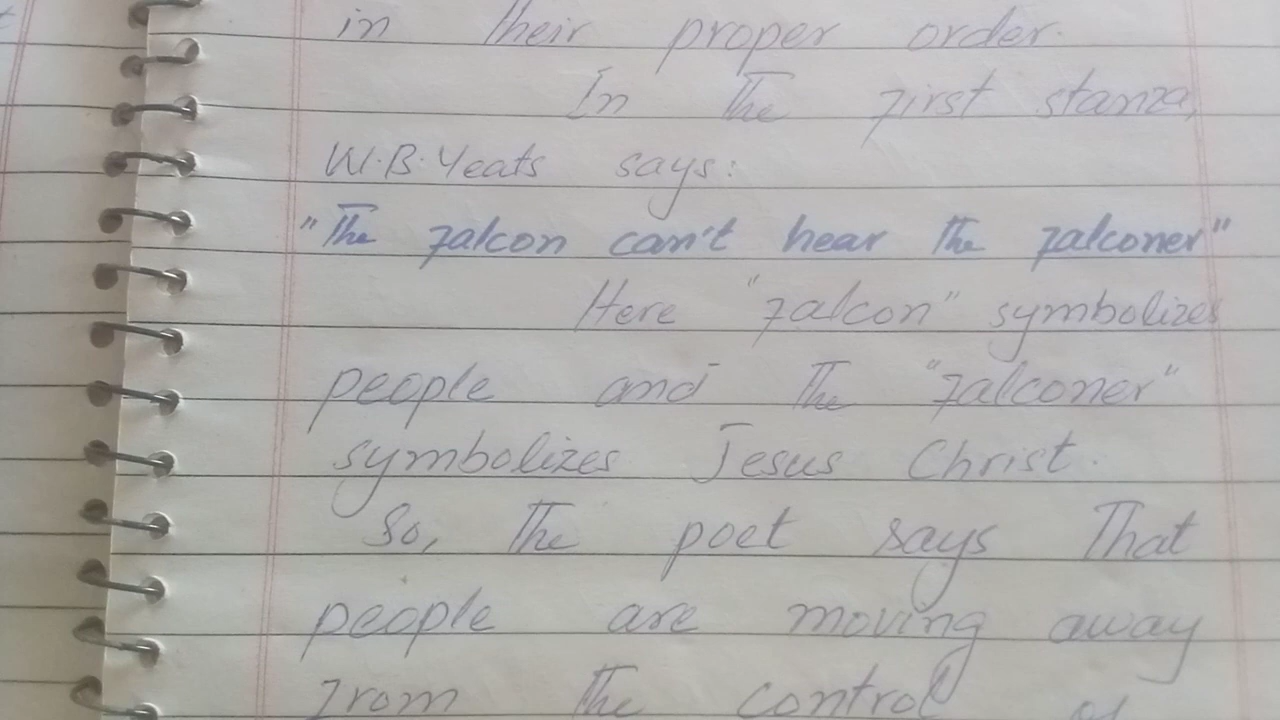 in their proper order.
In the first stanza,
W.B.Yeats says:
"The falcon can't hear the falconer"
Here "falcon" symbolizes
people and the "falconer"
symbolizes Jesus Christ.
So, the poet says that
people are moving away
from the control of